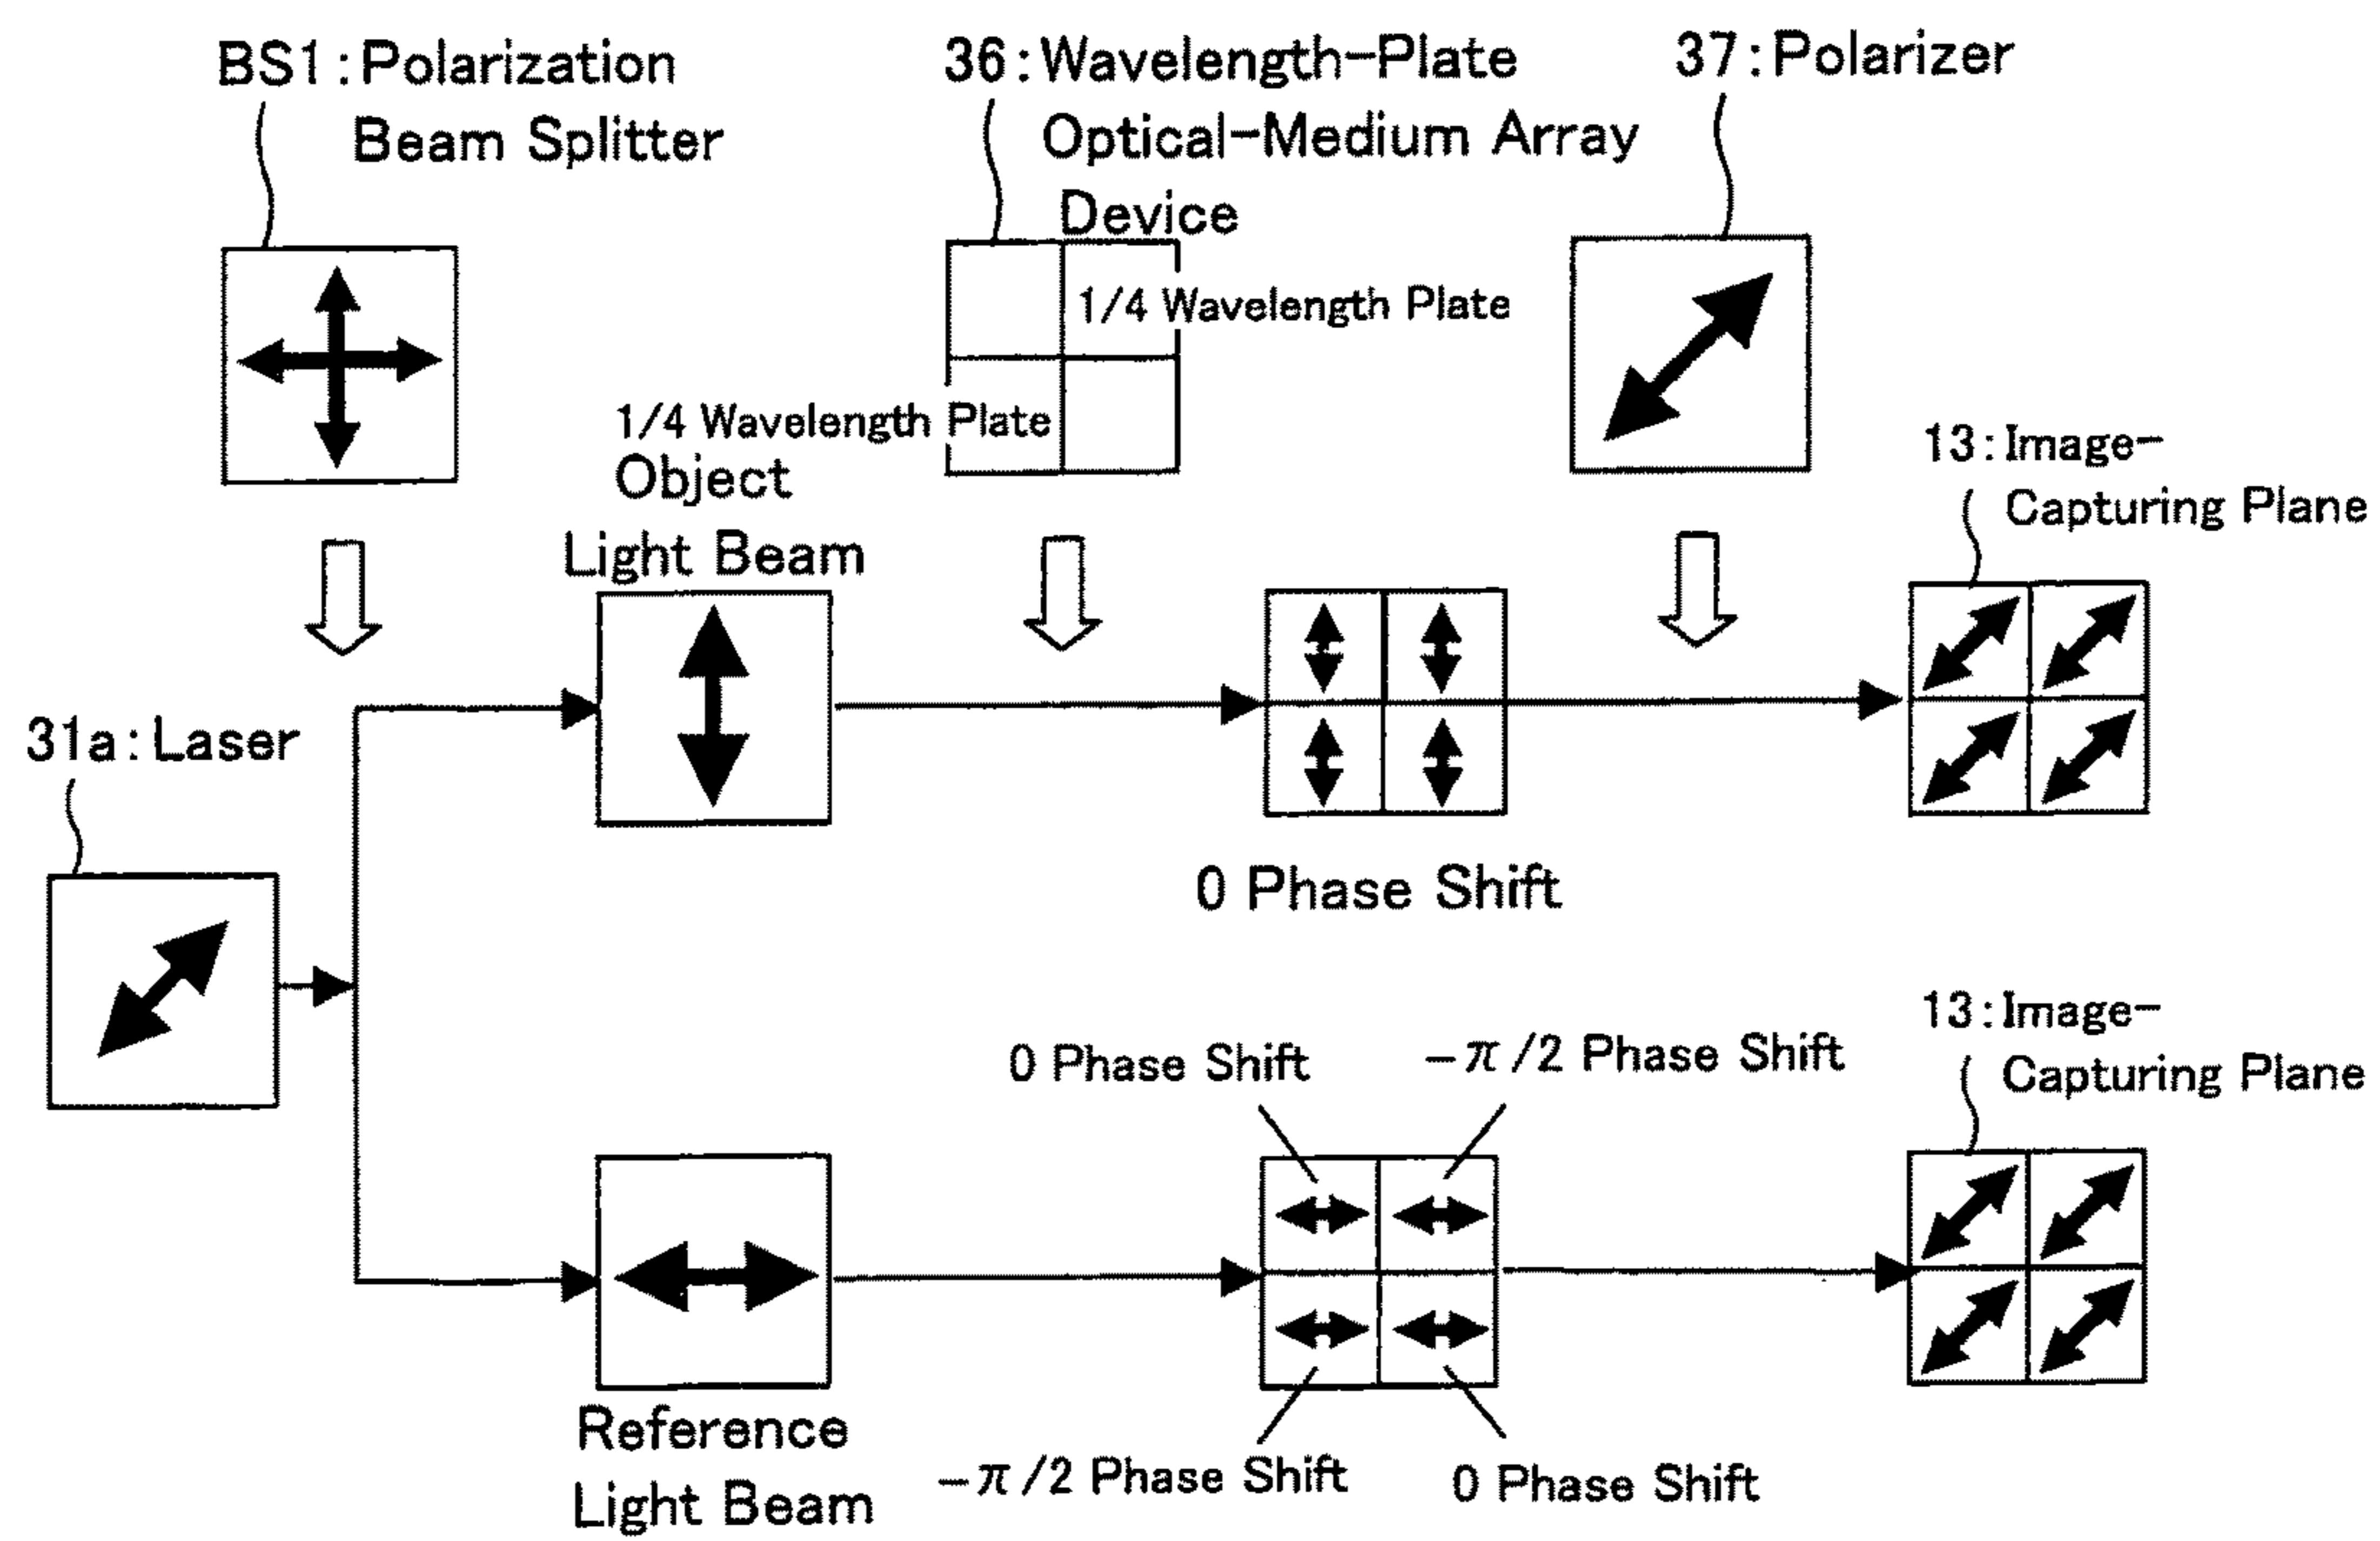 BS1:Polarization
Beam Splitter
36:Wavelength-Plate
Optical-Medium Array
Device
37:Polarizer
1/4 Wavelength Plate
1/4 Wavelength Plate
Object
Light Beam
13:Image-
Capturing Plane
31a:Laser
0 Phase Shift
13:Image-
Capturing Plane
0 Phase Shift
-π/2 Phase Shift
Reference
Light Beam
-π/2 Phase Shift
0 Phase Shift